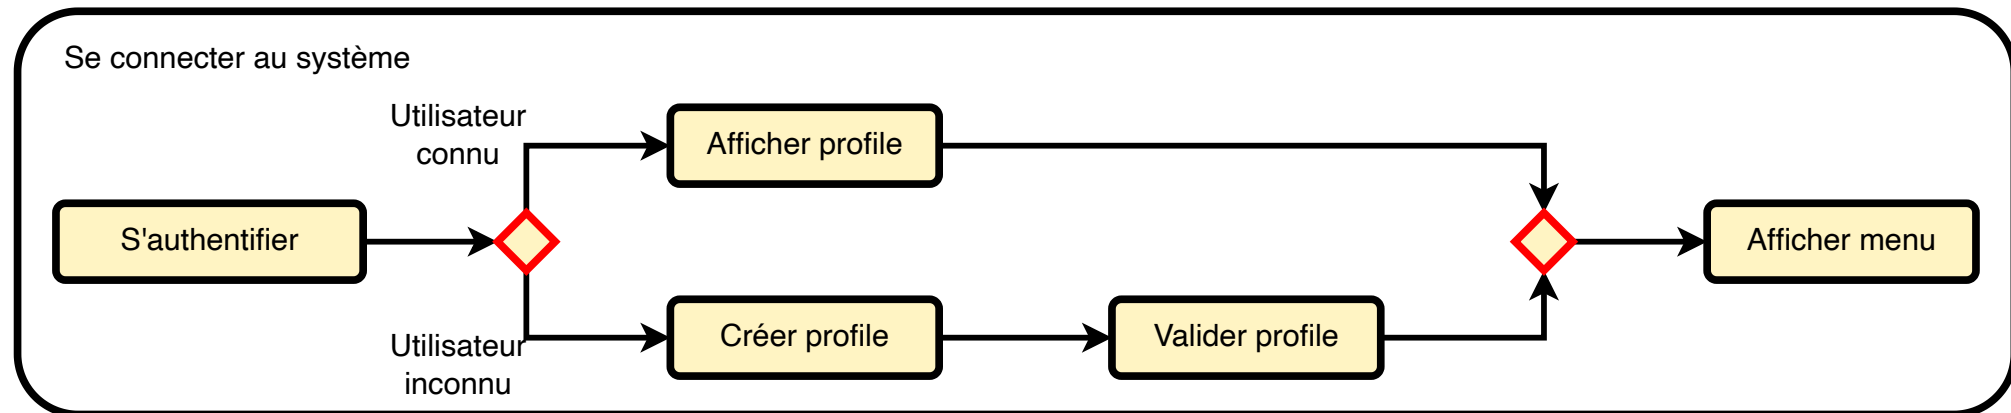 Se connecter au système
Utilisateur
connu
Afficher profile
S'authentifier
Afficher menu
Utilisateur
inconnu
Créer profile
Valider profile